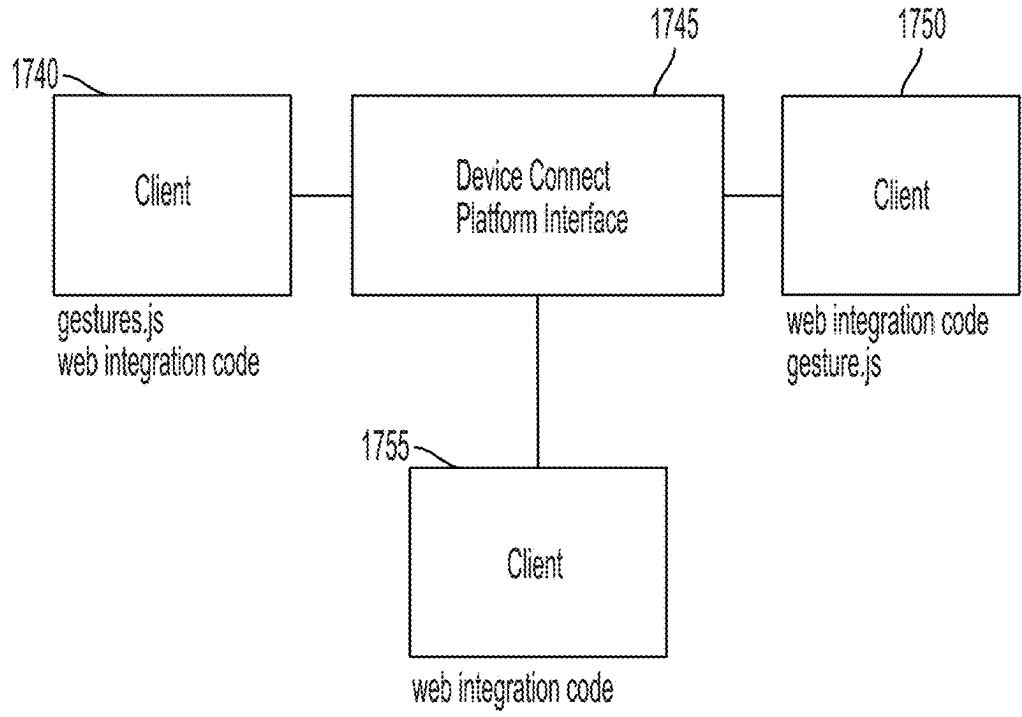 1740
1745
1750
Client
Device Connect
Platform Interface
Client
gestures.js
web integration code
web integration code
gesture.js
1755
Client
web integration code